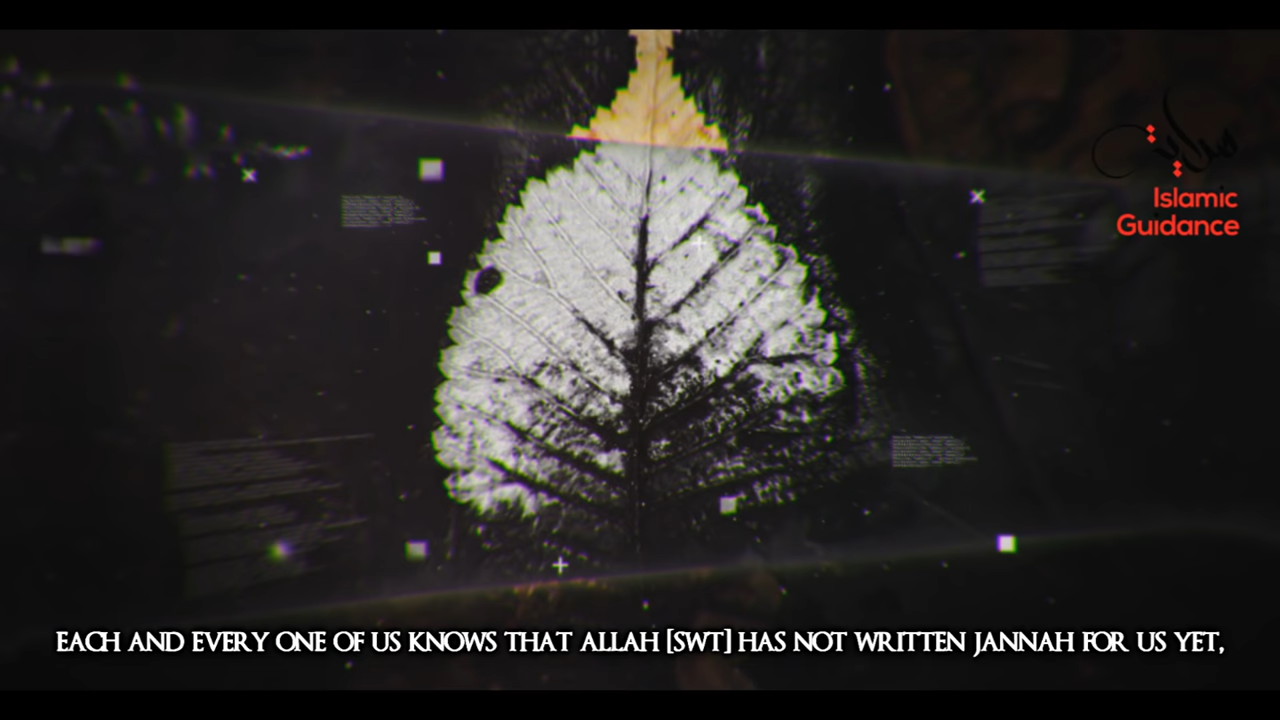 Islamic
Guidance
EACH AND EVERY ONE OF US KNOWS THAT ALLAH [SWT] HAS NOT WRITTEN JANNAH FOR US YET,